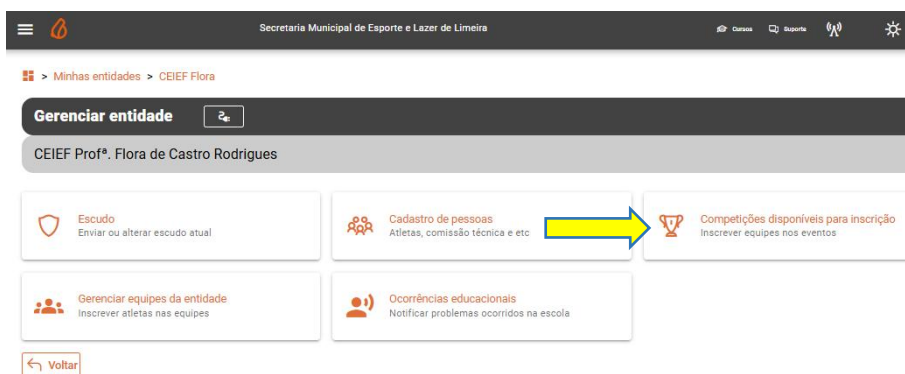 Secretaria Municipal de Esporte e Lazer de Limeira
Cursos
Suporte
> Minhas entidades > CEIEF Flora
Gerenciar entidade
CEIEF Profª. Flora de Castro Rodrigues
Escudo
Enviar ou alterar escudo atual
Cadastro de pessoas
Atletas, comissão técnica e etc
Competições disponíveis para inscrição
Inscrever equipes nos eventos
Gerenciar equipes da entidade
Inscrever atletas nas equipes
Ocorrências educacionais
Notificar problemas ocorridos na escola
Voltar